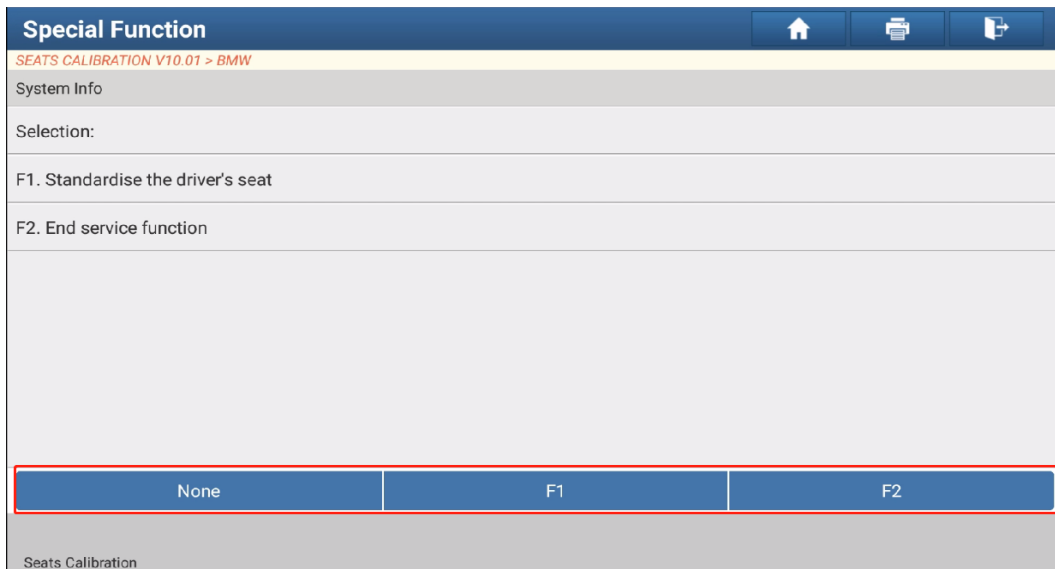 Special Function
SEATS CALIBRATION V10.01 > BMW
System Info
Selection:
F1. Standardise the driver's seat
F2. End service function
None F1 F2
Seats Calibration